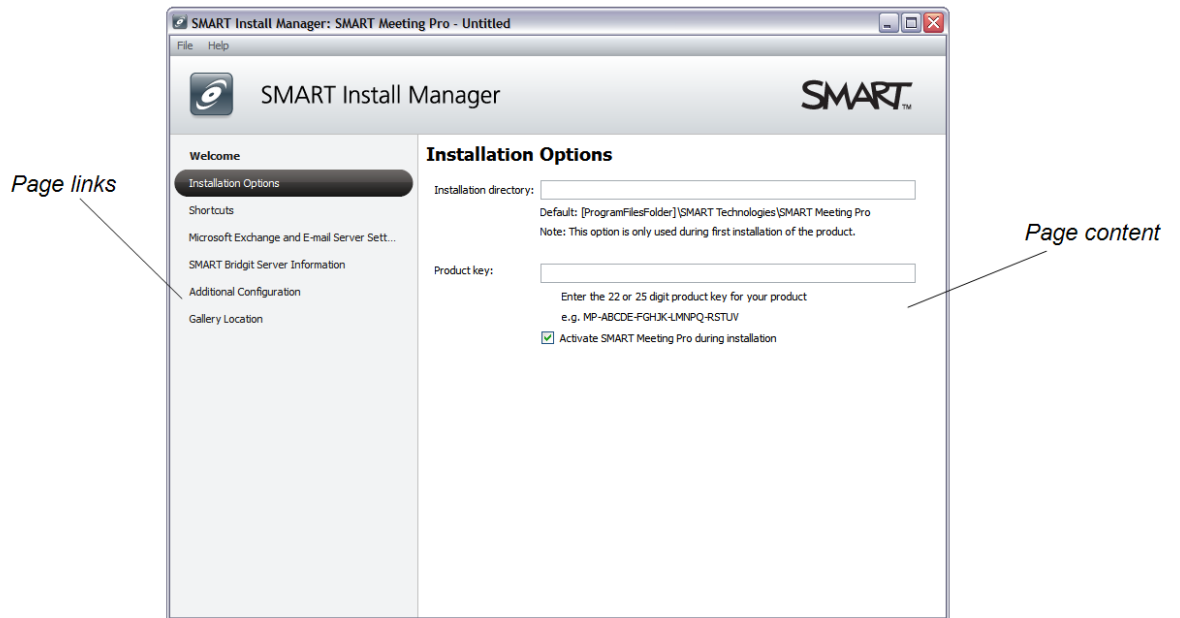 SMART Install Manager: SMART Meeting Pro - Untitled
File Help
SMART Install Manager
SMART™
Welcome
Installation Options
Shortcuts
Microsoft Exchange and E-mail Server Sett...
SMART Bridgit Server Information
Additional Configuration
Gallery Location
Page links
Installation Options
Installation directory:
Default: [ProgramFilesFolder]\SMART Technologies\SMART Meeting Pro
Note: This option is only used during first installation of the product.
Product key:
Enter the 22 or 25 digit product key for your product
e.g. MP-ABCDE-FGHJK-LMNPQ-RSTUV
Activate SMART Meeting Pro during installation
Page content